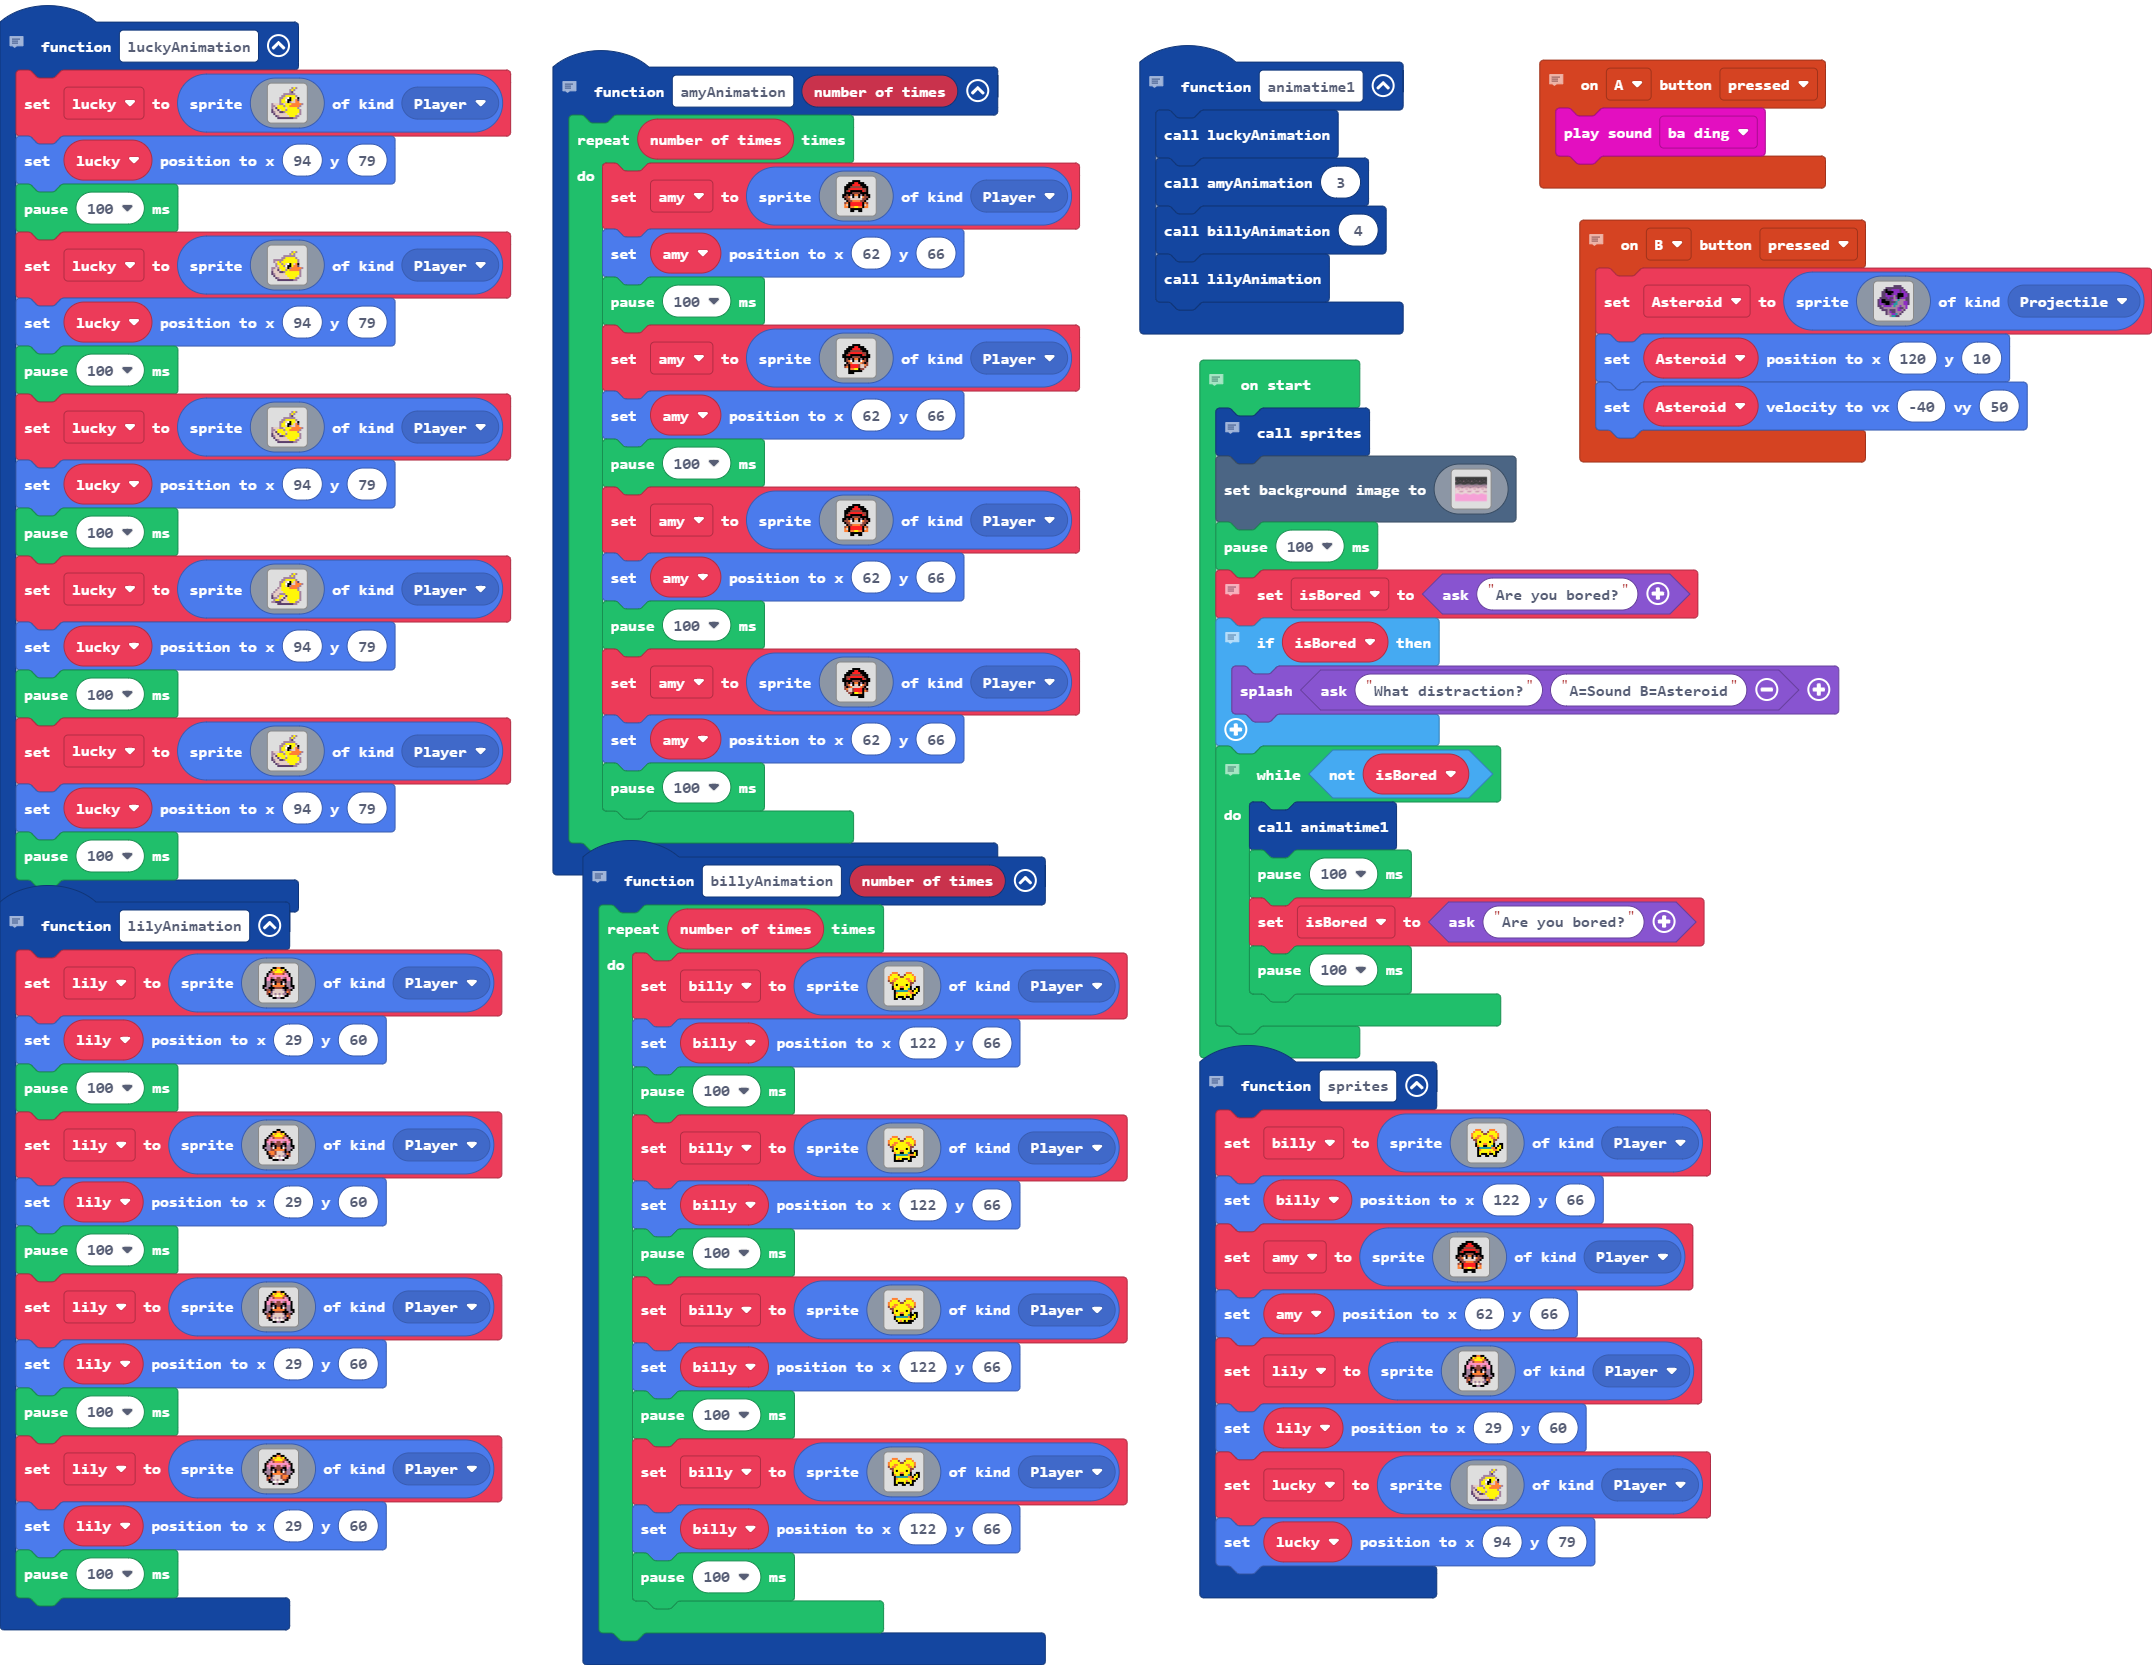 function luckyAnimation
set lucky to sprite of kind Player
set lucky position to x 94 y 79
pause 100 ms
set lucky to sprite of kind Player
set lucky position to x 94 y 79
pause 100 ms
set lucky to sprite of kind Player
set lucky position to x 94 y 79
pause 100 ms
set lucky to sprite of kind Player
set lucky position to x 94 y 79
pause 100 ms
set lucky to sprite of kind Player
set lucky position to x 94 y 79
pause 100 ms
function lilyAnimation
set lily to sprite of kind Player
set lily position to x 29 y 60
pause 100 ms
set lily to sprite of kind Player
set lily position to x 29 y 60
pause 100 ms
set lily to sprite of kind Player
set lily position to x 29 y 60
pause 100 ms
set lily to sprite of kind Player
set lily position to x 29 y 60
pause 100 ms
function amyAnimation number of times
repeat number of times times
do
set amy to sprite of kind Player
set amy position to x 62 y 66
pause 100 ms
set amy to sprite of kind Player
set amy position to x 62 y 66
pause 100 ms
set amy to sprite of kind Player
set amy position to x 62 y 66
pause 100 ms
set amy to sprite of kind Player
set amy position to x 62 y 66
pause 100 ms
function billyAnimation number of times
repeat number of times times
do
set billy to sprite of kind Player
set billy position to x 122 y 66
pause 100 ms
set billy to sprite of kind Player
set billy position to x 122 y 66
pause 100 ms
set billy to sprite of kind Player
set billy position to x 122 y 66
pause 100 ms
set billy to sprite of kind Player
set billy position to x 122 y 66
pause 100 ms
function animatime1
call luckyAnimation
call amyAnimation 3
call billyAnimation 4
call lilyAnimation
on start
call sprites
set background image to
pause 100 ms
set isBored to ask "Are you bored?"
if isBored then
splash ask "What distraction?" "A=Sound B=Asteroid"
while not isBored
do
call animatime1
pause 100 ms
set isBored to ask "Are you bored?"
pause 100 ms
function sprites
set billy to sprite of kind Player
set billy position to x 122 y 66
set amy to sprite of kind Player
set amy position to x 62 y 66
set lily to sprite of kind Player
set lily position to x 29 y 60
set lucky to sprite of kind Player
set lucky position to x 94 y 79
on A button pressed
play sound ba ding
on B button pressed
set Asteroid to sprite of kind Projectile
set Asteroid position to x 120 y 10
set Asteroid velocity to vx -40 vy 50